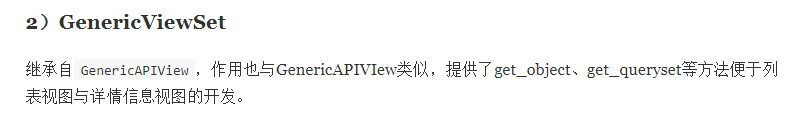 2）GenericViewSet
继承自 GenericAPIView ，作用也与GenericAPIVIew类似，提供了get_object、get_queryset等方法便于列
表视图与详情信息视图的开发。